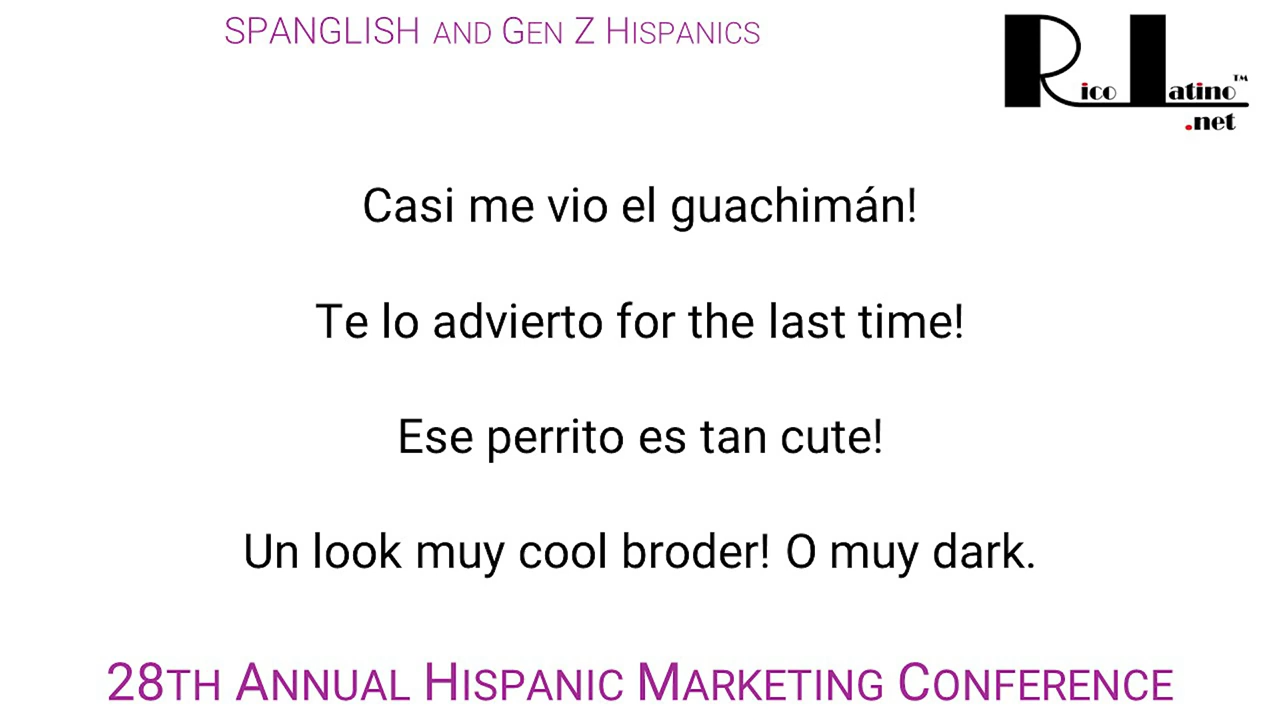 SPANGLISH AND GEN Z HISPANICS
Rico Latino™
.net
Casi me vio el guachimán!
Te lo advierto for the last time!
Ese perrito es tan cute!
Un look muy cool broder! O muy dark.
28TH ANNUAL HISPANIC MARKETING CONFERENCE